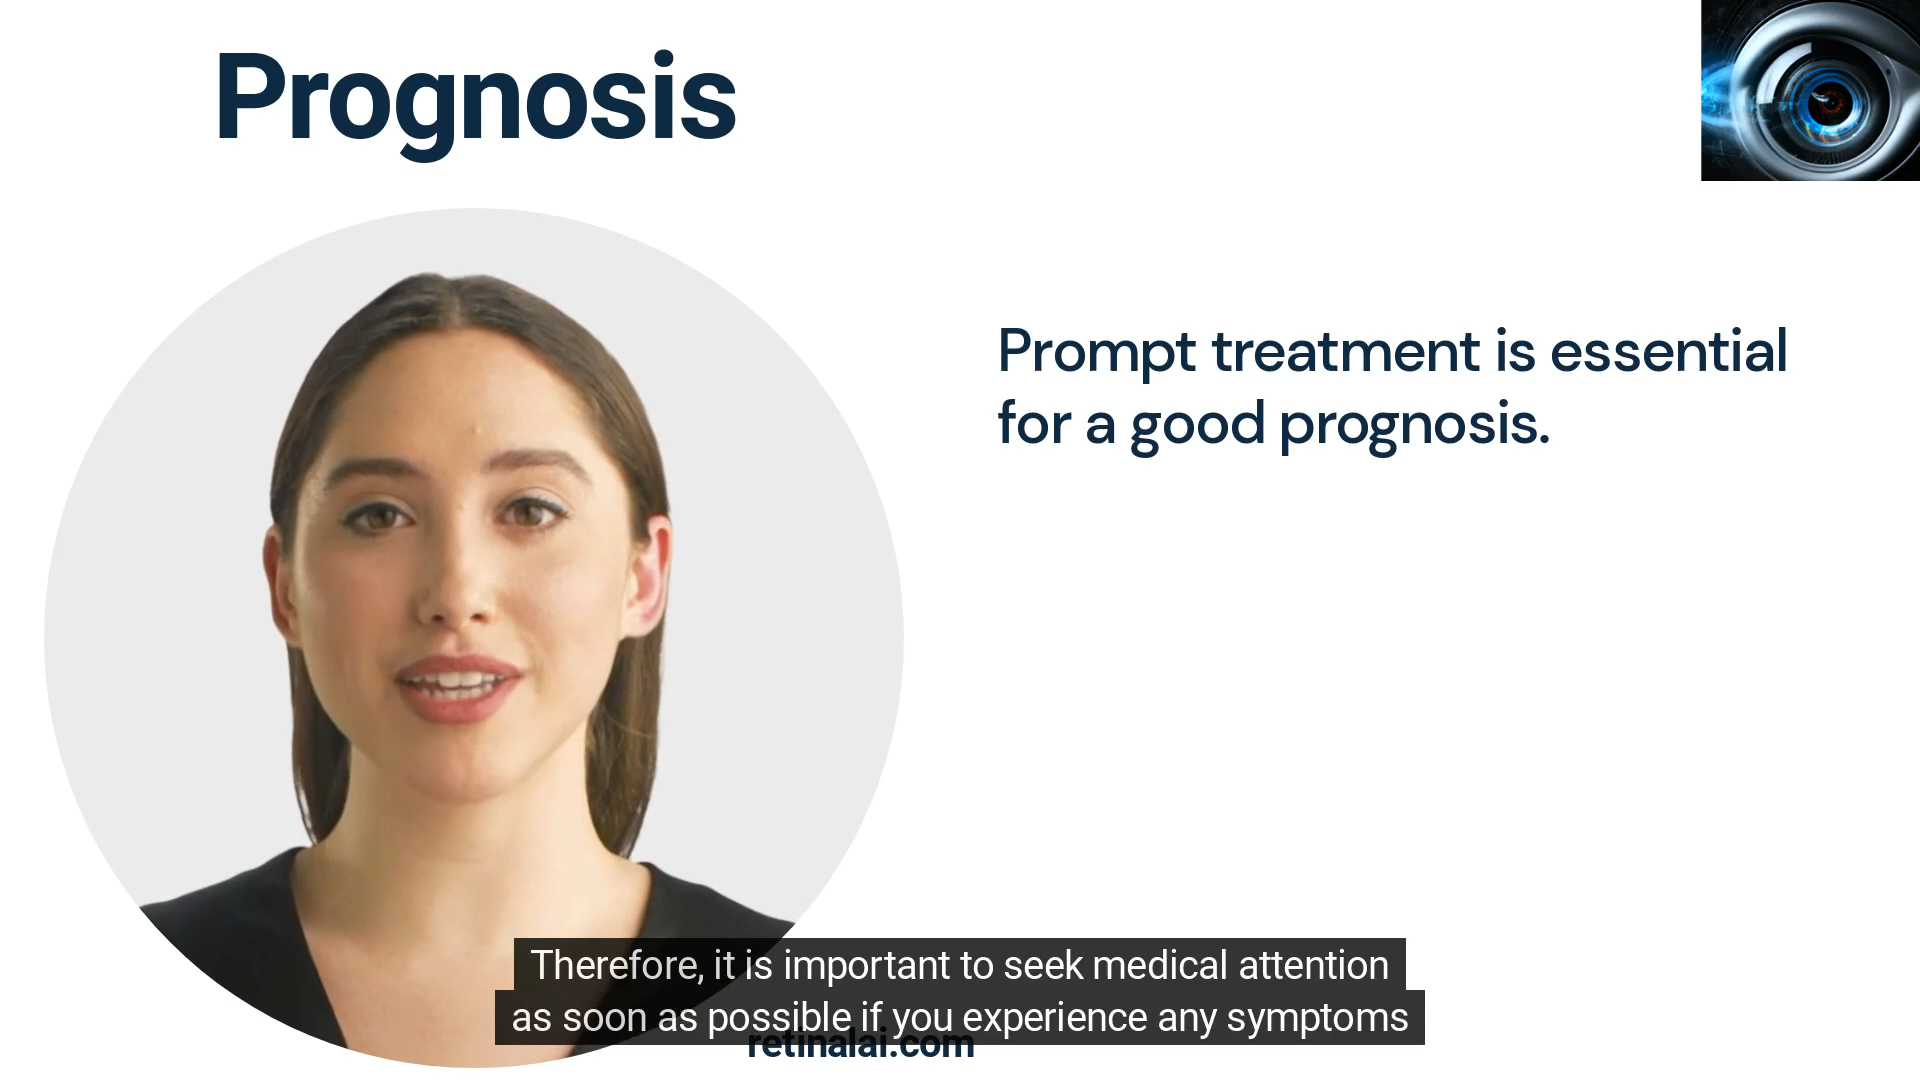 Prognosis
Prompt treatment is essential
for a good prognosis.
Therefore, it is important to seek medical attention
as soon as possible if you experience any symptoms
retinalai.com